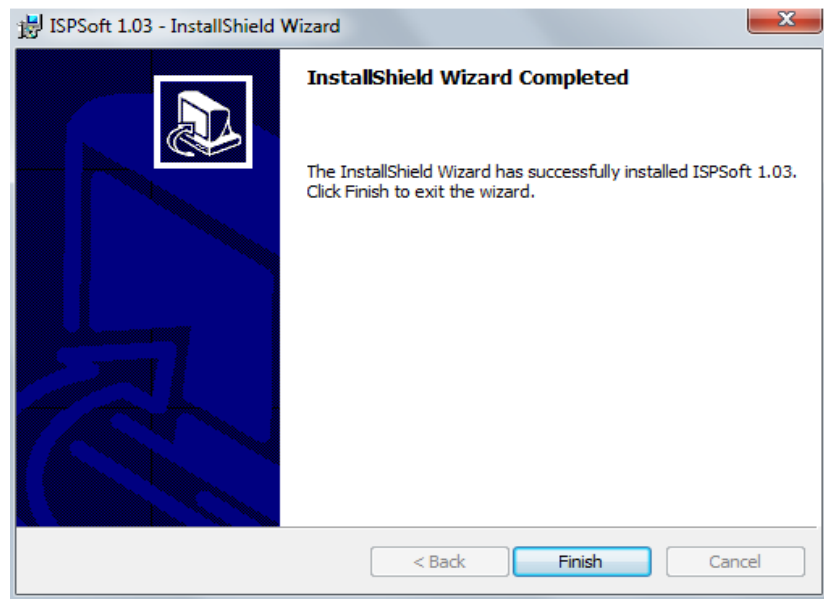 ISPSoft 1.03 - InstallShield Wizard
InstallShield Wizard Completed
The InstallShield Wizard has successfully installed ISPSoft 1.03.
Click Finish to exit the wizard.
< Back
Finish
Cancel